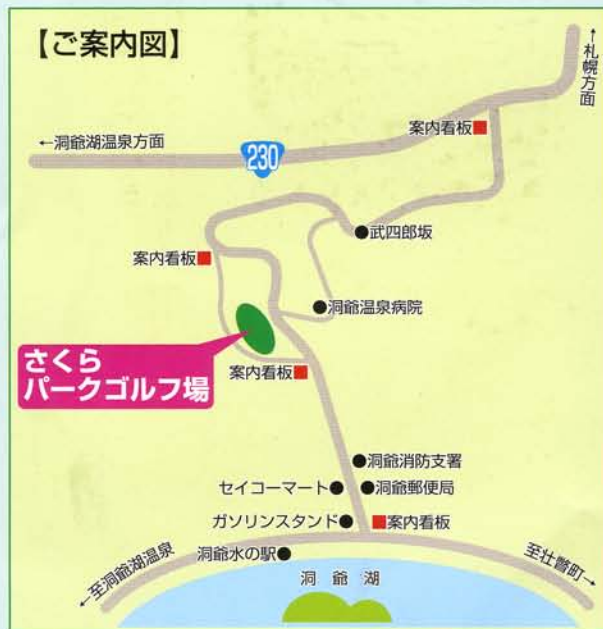 【ご案内図】
←札幌方面
案内看板
←洞爺湖温泉方面
230
武四郎坂
案内看板
洞爺温泉病院
さくら
パークゴルフ場
案内看板
洞爺消防支署
セイコーマート
洞爺郵便局
ガソリンスタンド
案内看板
洞爺水の駅
←至洞爺湖温泉
至壮瞥町→
洞爺湖